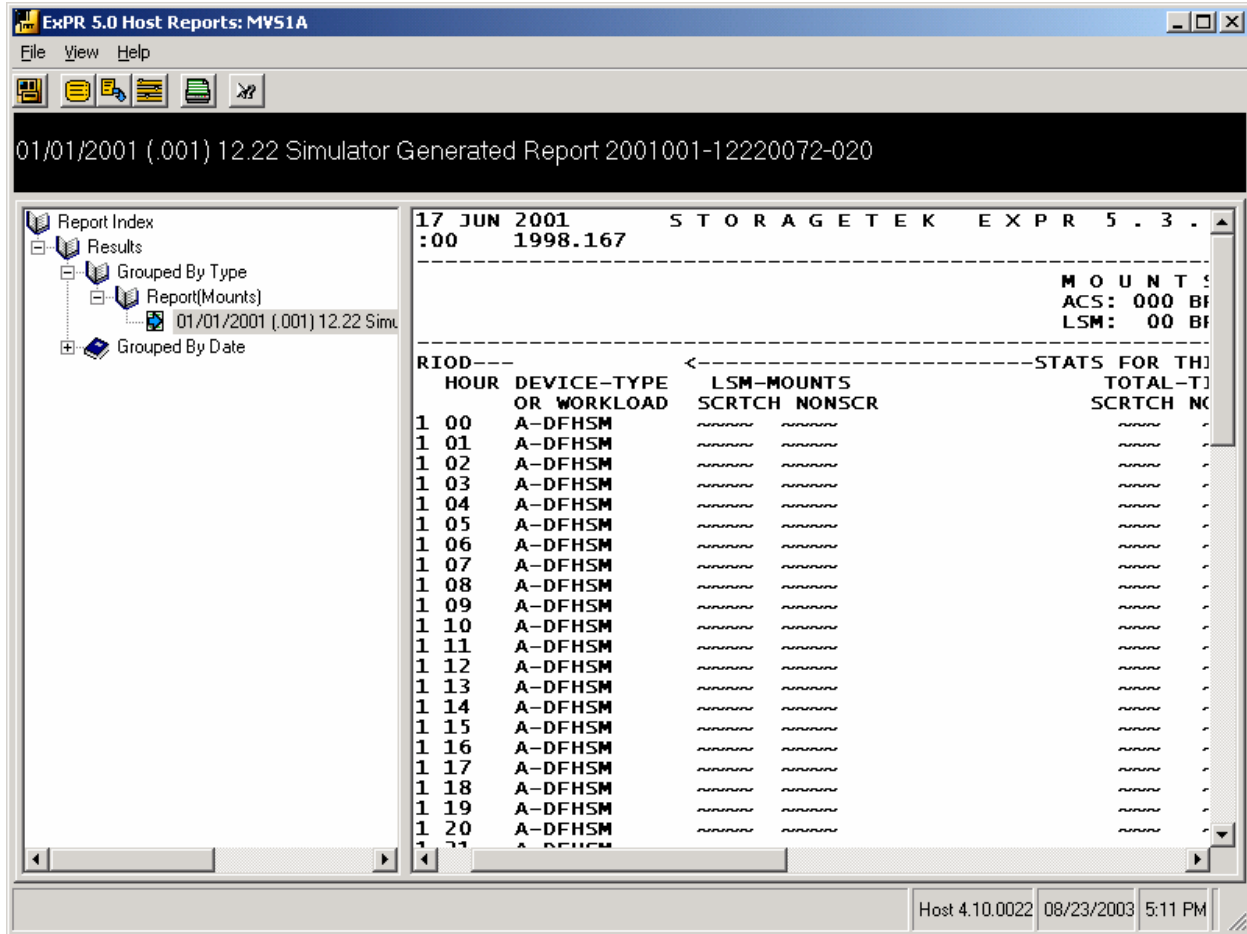 ExPR 5.0 Host Reports: MVS1A
File View Help
01/01/2001 (.001) 12.22 Simulator Generated Report 2001001-12220072-020
Report Index
Results
Grouped By Type
Report(Mounts)
01/01/2001 (.001) 12.22 Simu
Grouped By Date
17 JUN 2001 S T O R A G E T E K E X P R 5 . 3 .
:00 1998.167
M O U N T S
ACS: 000
LSM: 00
RIOD--- <------------------------STATS FOR THI
HOUR DEVICE-TYPE LSM-MOUNTS TOTAL-TI
OR WORKLOAD SCRTCH NONSCR SCRTCH
1 00 A-DFHSM ~~~~~ ~~~~~ ~~~~
1 01 A-DFHSM ~~~~~ ~~~~~ ~~~~
1 02 A-DFHSM ~~~~~ ~~~~~ ~~~~
1 03 A-DFHSM ~~~~~ ~~~~~ ~~~~
1 04 A-DFHSM ~~~~~ ~~~~~ ~~~~
1 05 A-DFHSM ~~~~~ ~~~~~ ~~~~
1 06 A-DFHSM ~~~~~ ~~~~~ ~~~~
1 07 A-DFHSM ~~~~~ ~~~~~ ~~~~
1 08 A-DFHSM ~~~~~ ~~~~~ ~~~~
1 09 A-DFHSM ~~~~~ ~~~~~ ~~~~
1 10 A-DFHSM ~~~~~ ~~~~~ ~~~~
1 11 A-DFHSM ~~~~~ ~~~~~ ~~~~
1 12 A-DFHSM ~~~~~ ~~~~~ ~~~~
1 13 A-DFHSM ~~~~~ ~~~~~ ~~~~
1 14 A-DFHSM ~~~~~ ~~~~~ ~~~~
1 15 A-DFHSM ~~~~~ ~~~~~ ~~~~
1 16 A-DFHSM ~~~~~ ~~~~~ ~~~~
1 17 A-DFHSM ~~~~~ ~~~~~ ~~~~
1 18 A-DFHSM ~~~~~ ~~~~~ ~~~~
1 19 A-DFHSM ~~~~~ ~~~~~ ~~~~
1 20 A-DFHSM ~~~~~ ~~~~~ ~~~~
Host 4.10.0022 08/23/2003 5:11 PM